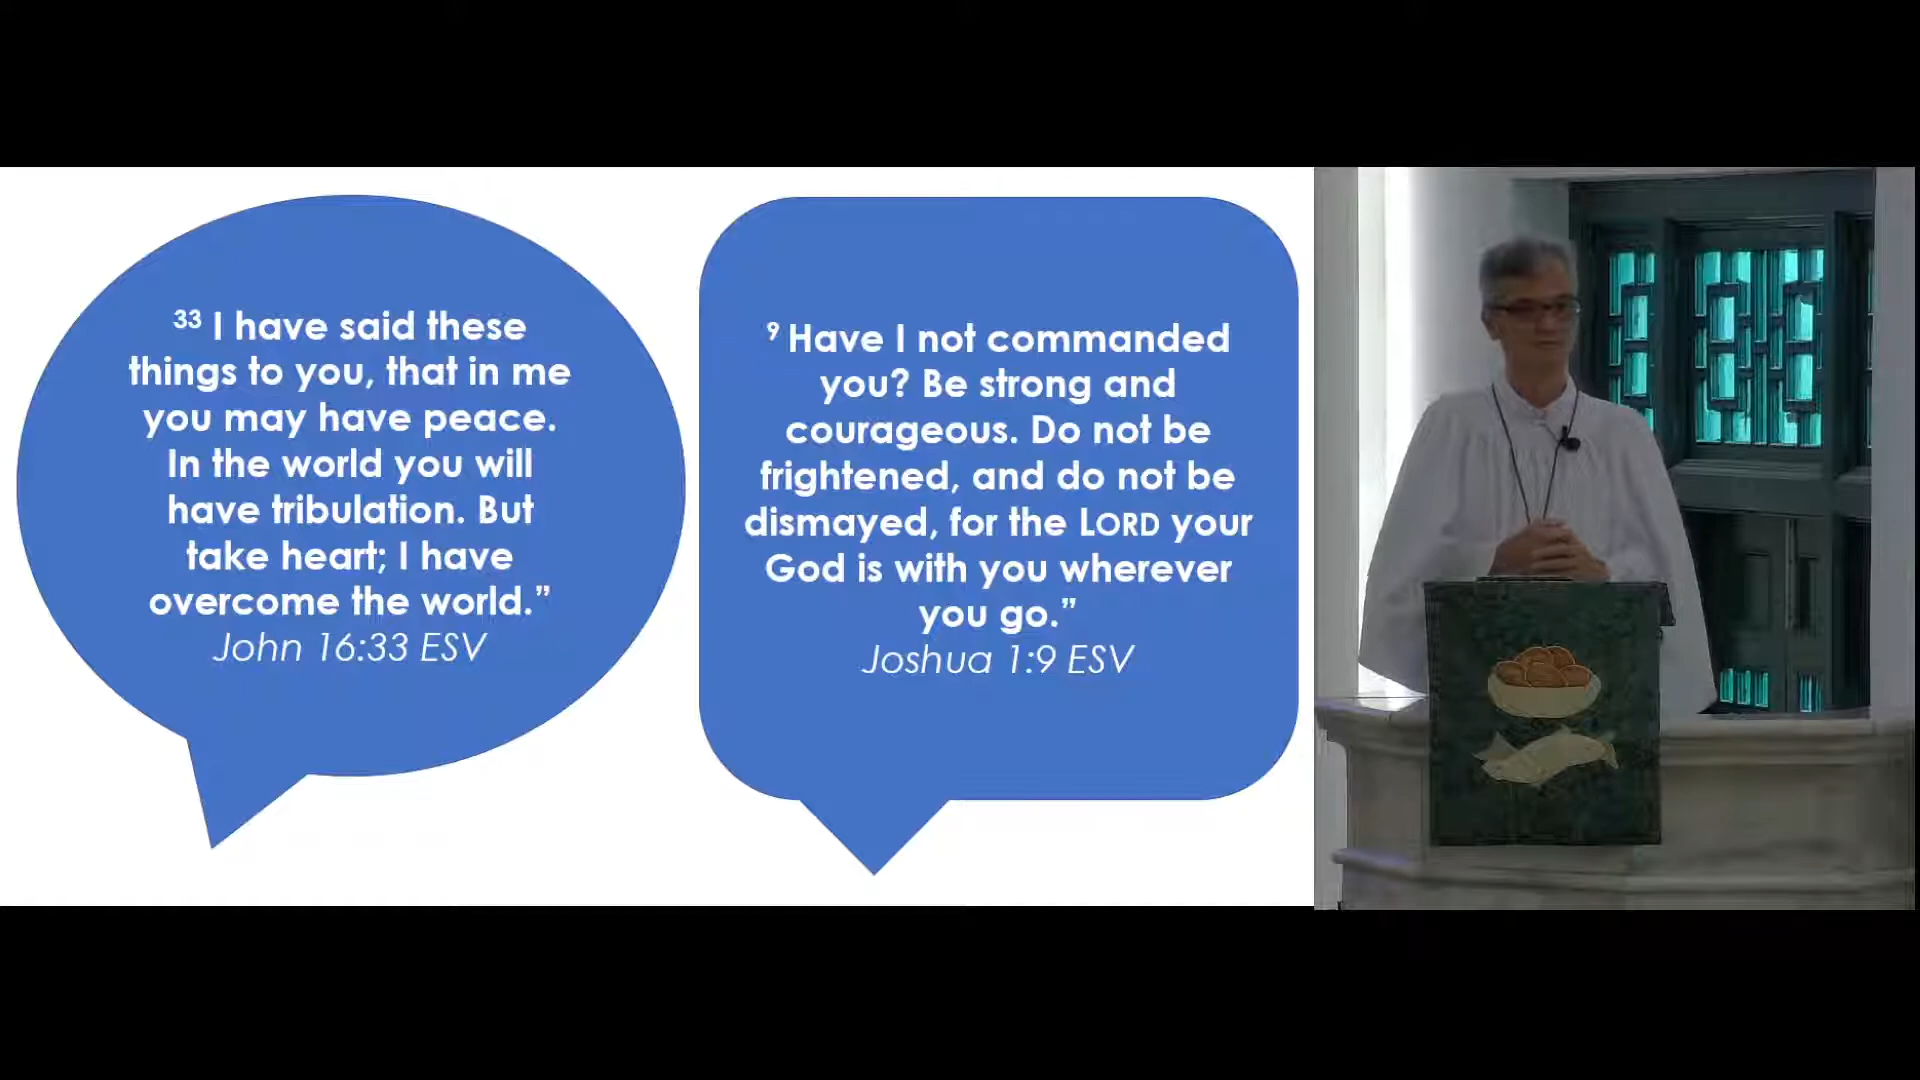 33 I have said these
things to you, that in me
you may have peace.
In the world you will
have tribulation. But
take heart; I have
overcome the world.”
John 16:33 ESV
9 Have I not commanded
you? Be strong and
courageous. Do not be
frightened, and do not be
dismayed, for the LORD your
God is with you wherever
you go.”
Joshua 1:9 ESV